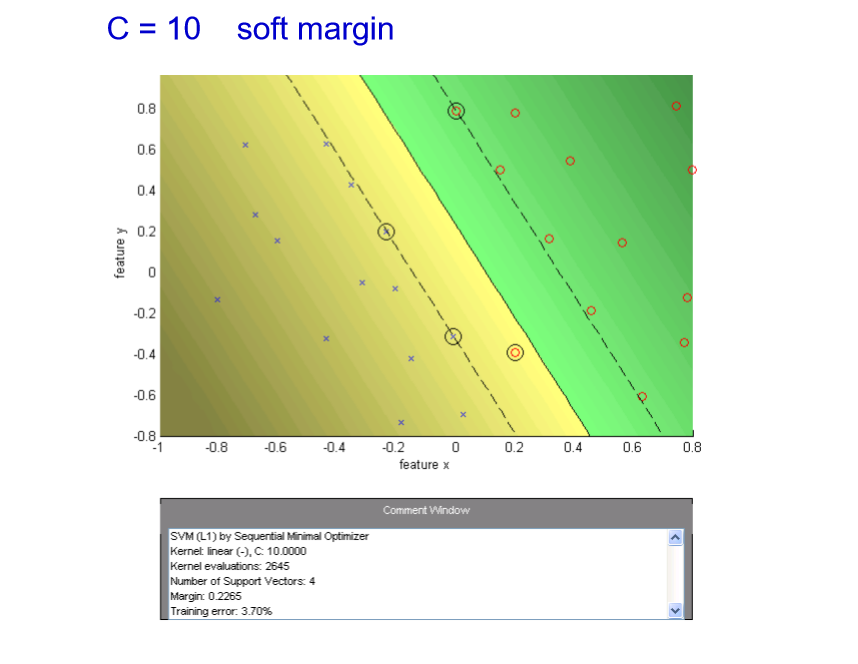 C = 10 soft margin
0.8
0.6
0.4
0.2
0
-0.2
-0.4
-0.6
-0.8
feature y
-1 -0.8 -0.6 -0.4 -0.2 0 0.2 0.4 0.6 0.8
feature x
Comment Window
SVM (L1) by Sequential Minimal Optimizer
Kernel: linear (-), C: 10.0000
Kernel evaluations: 2645
Number of Support Vectors: 4
Margin: 0.2265
Training error: 3.70%